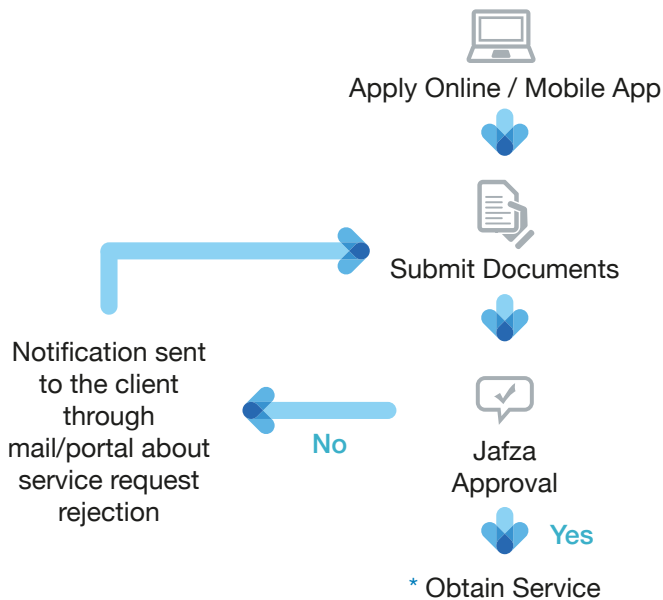 Apply Online / Mobile App
Submit Documents
Notification sent
to the client
through
mail/portal about
service request
rejection
No
Jafza
Approval
Yes
* Obtain Service